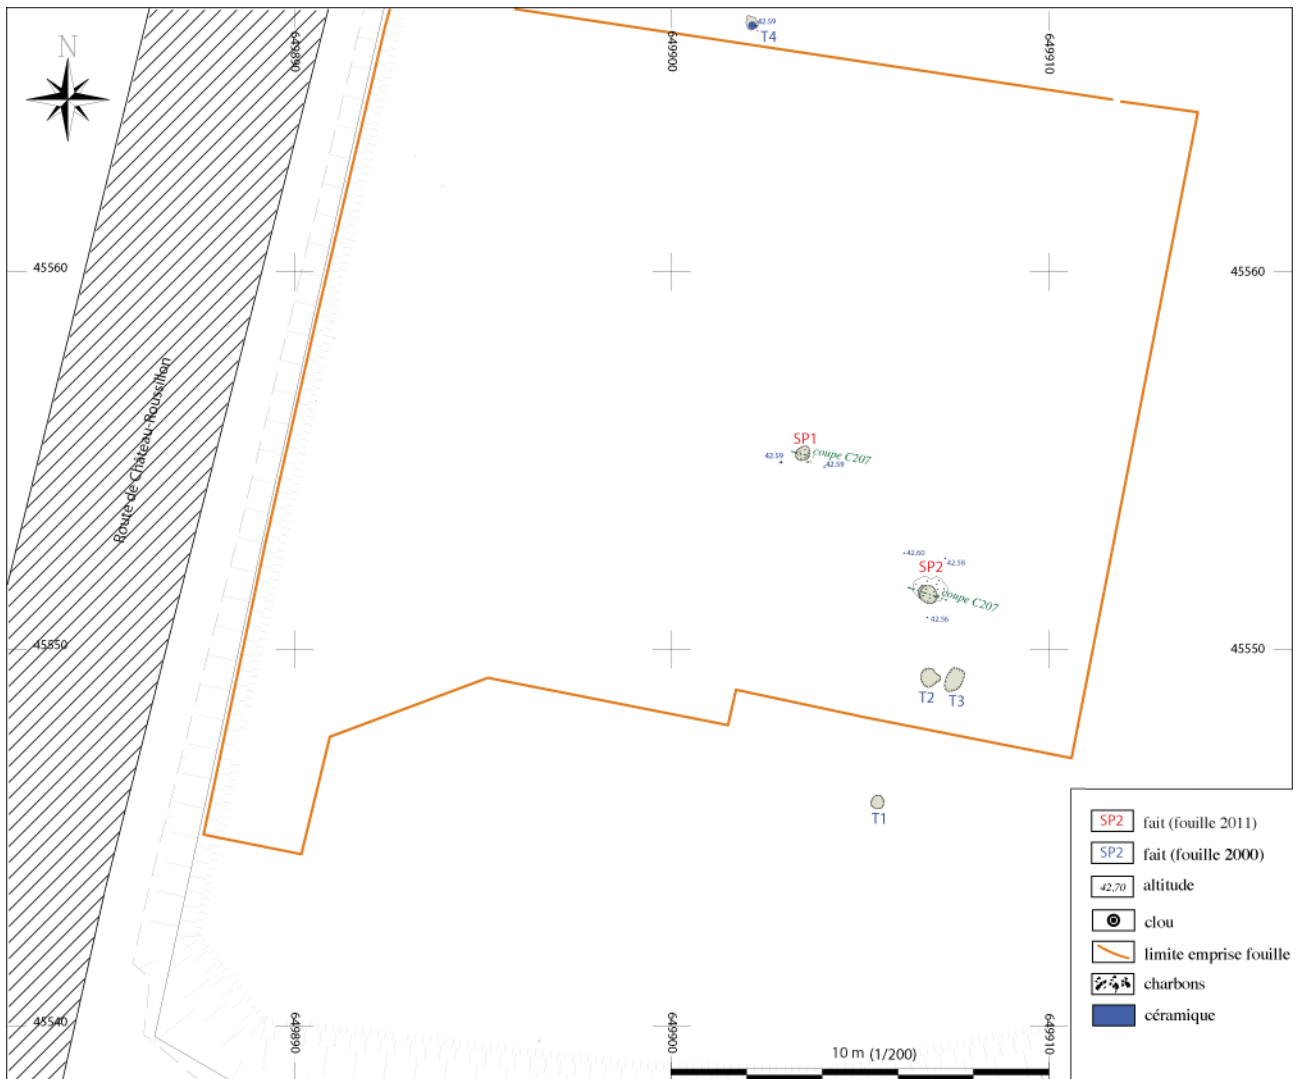 N
649890
649900
649910
42.59
T4
45560
45560
Route de Château-Roussillon
SP1
coupe C207
42.59
42.59
42.60
42.58
SP2
coupe C207
42.56
45550
45550
T2
T3
T1
SP2 fait (fouille 2011)
SP2 fait (fouille 2000)
42,70 altitude
clou
limite emprise fouille
charbons
céramique
45540
649890
649900
649910
10 m (1/200)